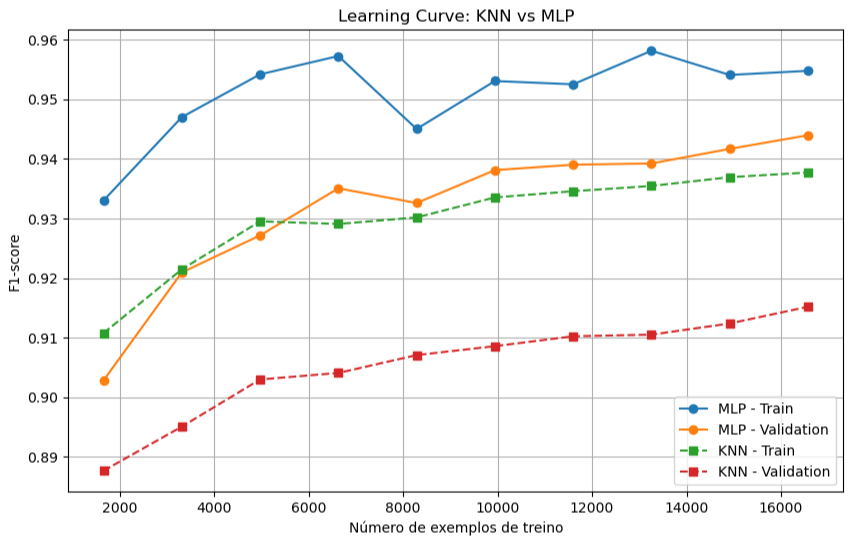 Learning Curve: KNN vs MLP
0.96
0.95
0.94
0.93
0.92
0.91
0.90
0.89
F1-score
MLP - Train
MLP - Validation
KNN - Train
KNN - Validation
2000 4000 6000 8000 10000 12000 14000 16000
Número de exemplos de treino